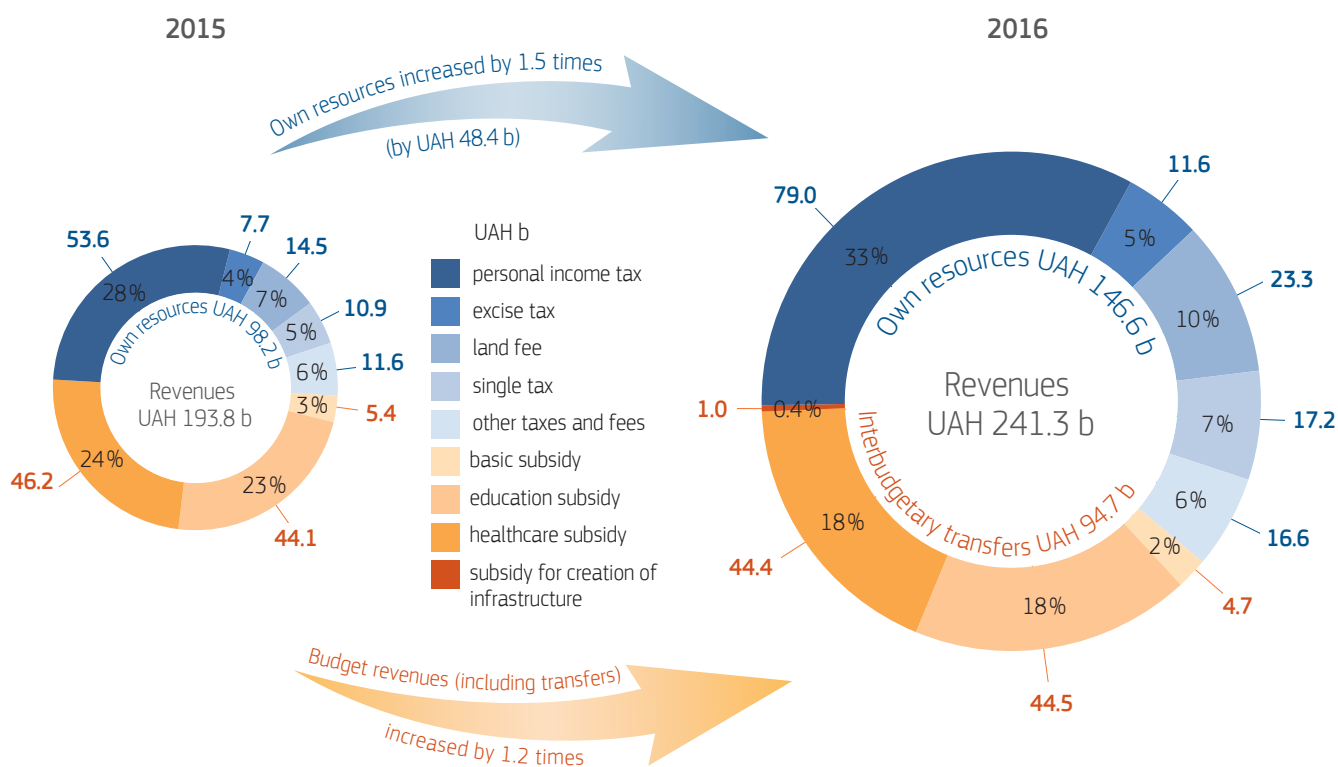 2015
2016
Own resources increased by 1.5 times
(by UAH 48.4 b)
53.6
7.7
14.5
10.9
11.6
5.4
44.1
46.2
28%
4%
7%
5%
6%
3%
23%
24%
Own resources UAH 98.2 b
Revenues
UAH 193.8 b
UAH b
personal income tax
excise tax
land fee
single tax
other taxes and fees
basic subsidy
education subsidy
healthcare subsidy
subsidy for creation of
infrastructure
79.0
11.6
23.3
17.2
16.6
4.7
44.5
44.4
1.0
33%
5%
10%
7%
6%
2%
18%
18%
0.4%
Own resources UAH 146.6 b
Revenues
UAH 241.3 b
Interbudgetary transfers UAH 94.7 b
Budget revenues (including transfers)
increased by 1.2 times